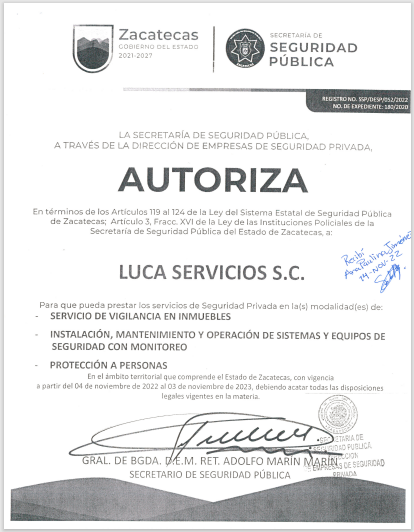 Zacatecas
GOBIERNO DEL ESTADO
2021-2027
SECRETARÍA DE
SEGURIDAD
PÚBLICA
REGISTRO NO. SSP/DESP/052/2022
NO. DE EXPEDIENTE: 180/2020
LA SECRETARÍA DE SEGURIDAD PÚBLICA,
A TRAVÉS DE LA DIRECCIÓN DE EMPRESAS DE SEGURIDAD PRIVADA,
AUTORIZA
En términos de los Artículos 119 al 124 de la Ley del Sistema Estatal de Seguridad Pública
de Zacatecas; Artículo 3, Fracc. XVI de la Ley de las Instituciones Policiales de la
Secretaría de Seguridad Pública del Estado de Zacatecas, a:
Recibí
Ana Paulina Jiménez
14-Nov-22
LUCA SERVICIOS S.C.
Para que pueda prestar los servicios de Seguridad Privada en la(s) modalidad(es) de:
- SERVICIO DE VIGILANCIA EN INMUEBLES
- INSTALACIÓN, MANTENIMIENTO Y OPERACIÓN DE SISTEMAS Y EQUIPOS DE
SEGURIDAD CON MONITOREO
- PROTECCIÓN A PERSONAS
En el ámbito territorial que comprende el Estado de Zacatecas, con vigencia
a partir del 04 de noviembre de 2022 al 03 de noviembre de 2023, debiendo acatar todas las disposiciones
legales vigentes en la materia.
GRAL. DE BGDA. D.E.M. RET. ADOLFO MARÍN MARÍN
SECRETARIO DE SEGURIDAD PÚBLICA
SECRETARIA DE
SEGURIDAD PUBLICA
DIRECCION
EMPRESAS DE SEGURIDAD
PRIVADA